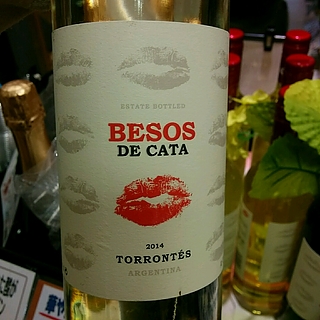 ESTATE BOTTLED
BESOS
DE CATA
2014
TORRONTÉS
ARGENTINA